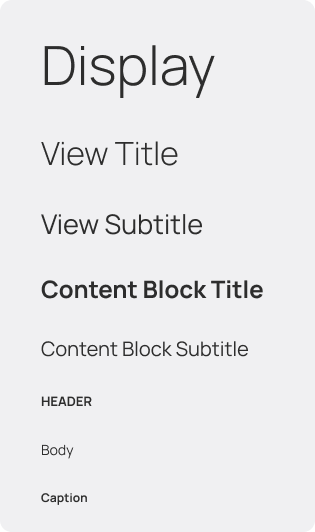 Display
View Title
View Subtitle
Content Block Title
Content Block Subtitle
HEADER
Body
Caption